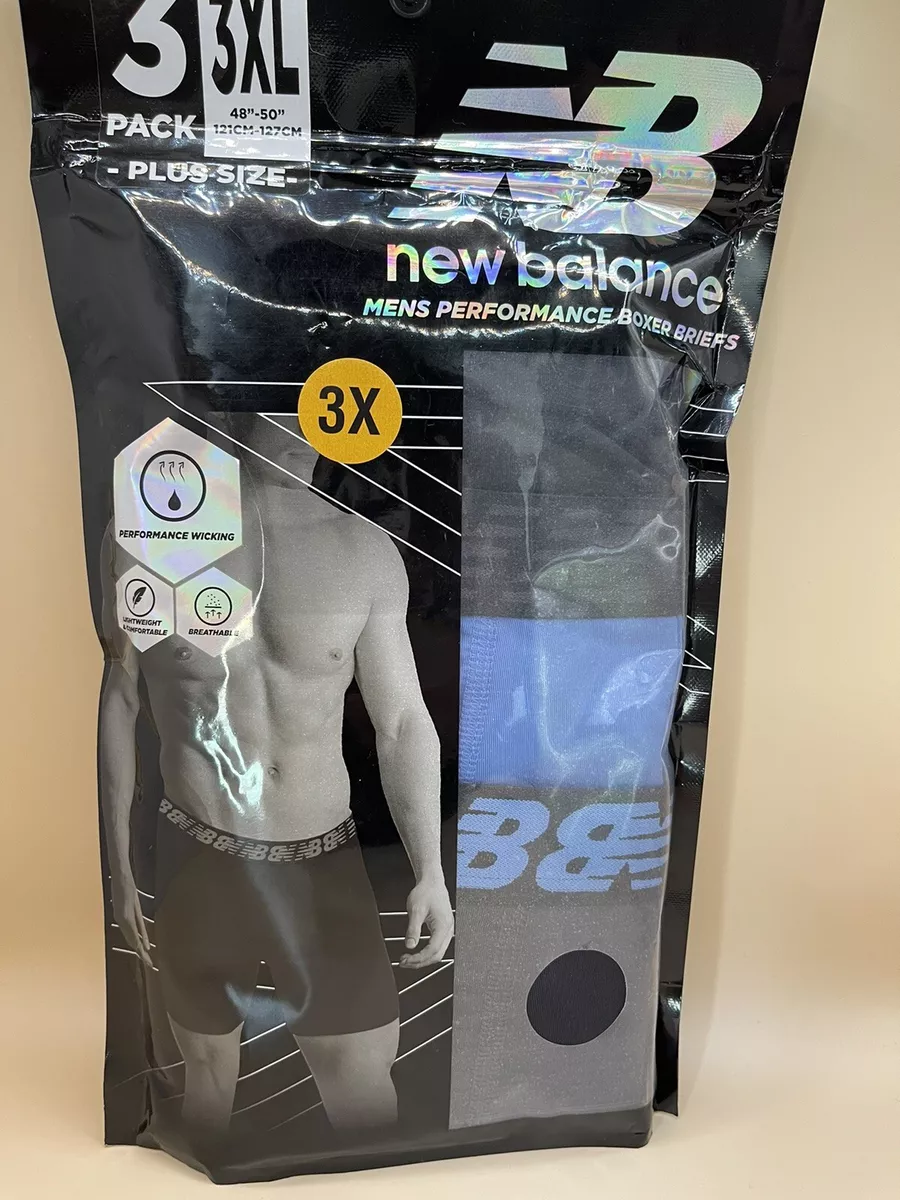 3
PACK
3XL
48"-50"
121CM-127CM
- PLUS SIZE-
NB
new balance
MENS PERFORMANCE BOXER BRIEFS
3X
PERFORMANCE WICKING
LIGHTWEIGHT
& COMFORTABLE
BREATHABLE